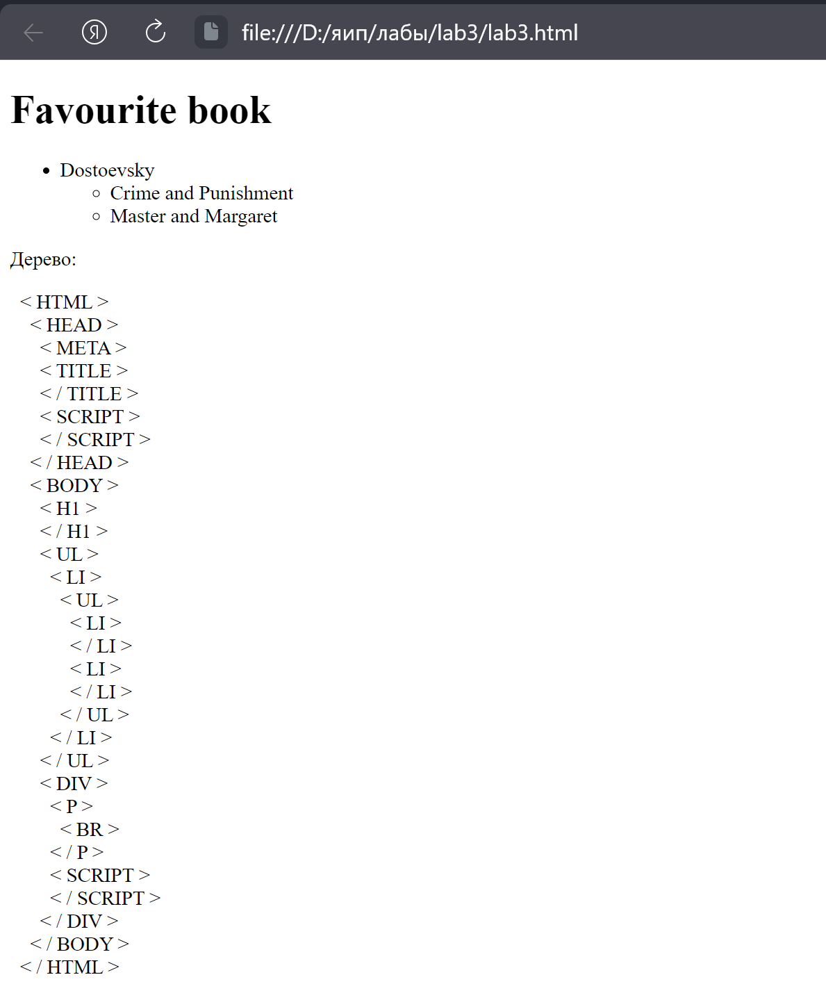 Я file:///D:/яип/лабы/lab3/lab3.html
Favourite book
Dostoevsky
Crime and Punishment
Master and Margaret
Дерево:
< HTML >
< HEAD >
< META >
< TITLE >
< / TITLE >
< SCRIPT >
< / SCRIPT >
< / HEAD >
< BODY >
< H1 >
< / H1 >
< UL >
< LI >
< UL >
< LI >
< / LI >
< LI >
< / LI >
< / UL >
< / LI >
< / UL >
< DIV >
< P >
< BR >
< / P >
< SCRIPT >
< / SCRIPT >
< / DIV >
< / BODY >
< / HTML >